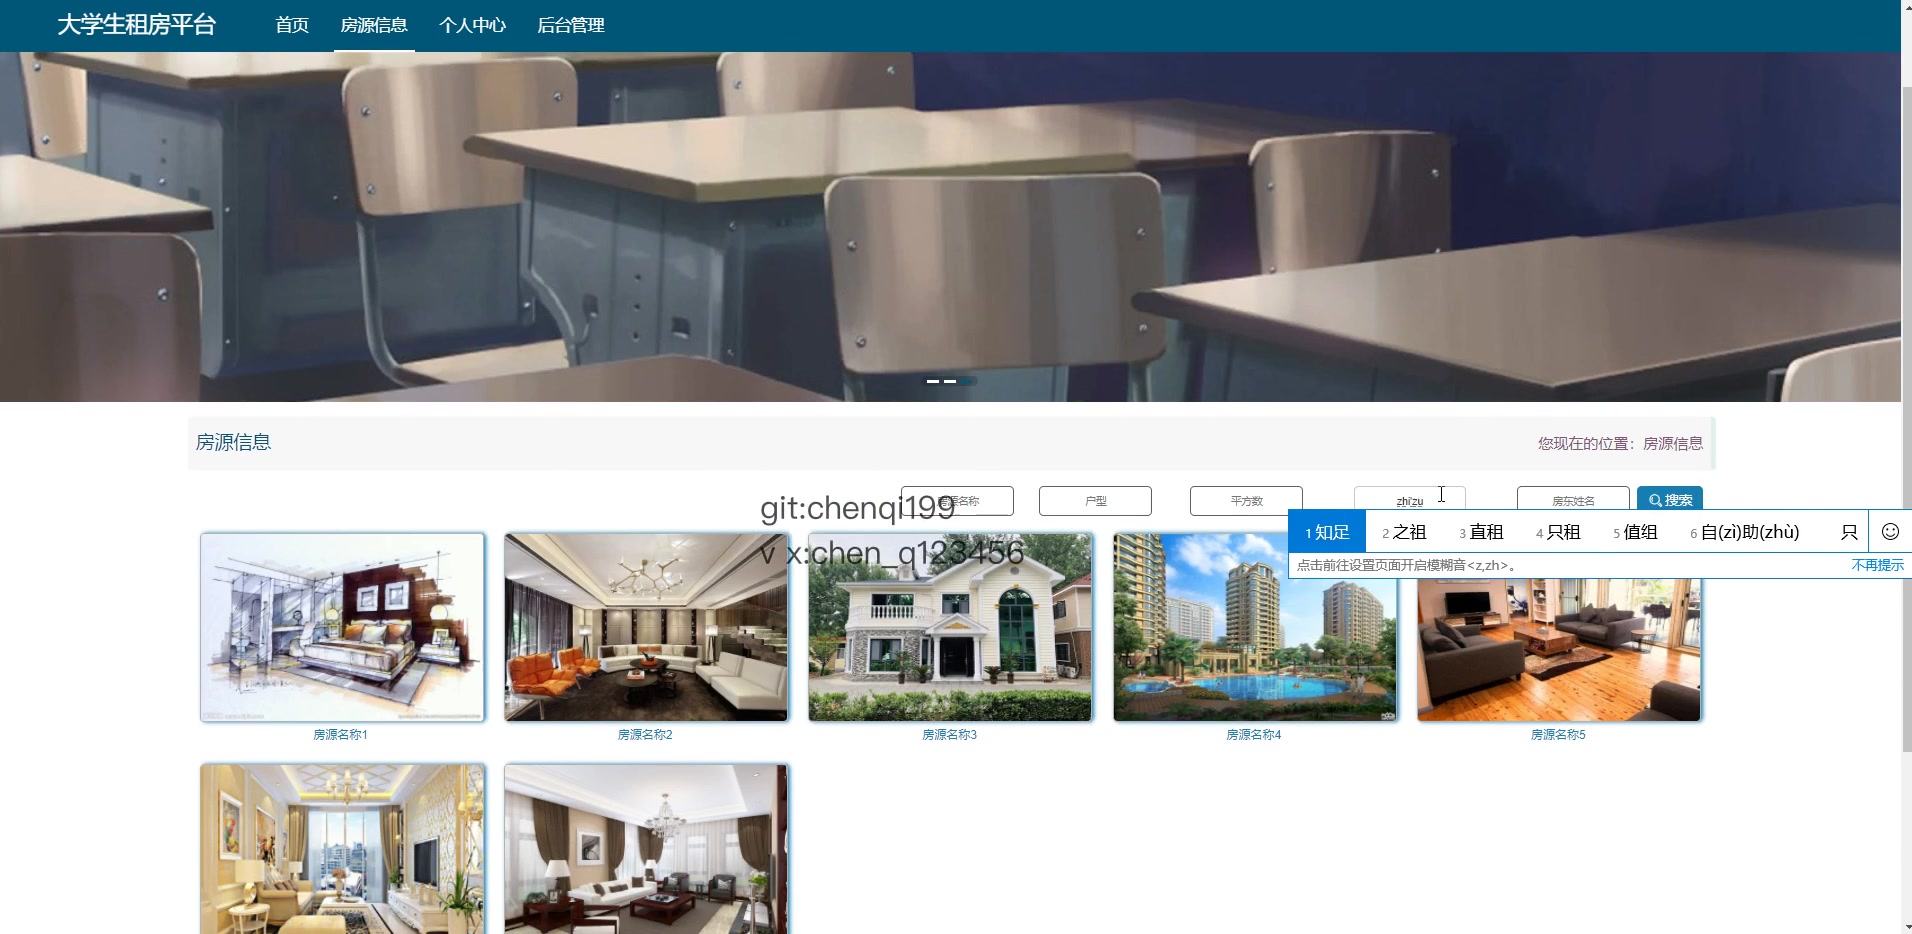 大学生租房平台 首页 房源信息 个人中心 后台管理
房源信息 您现在的位置：房源信息
房源名称 户型 平方数 zhi'zu 房东姓名 搜索
git:chenqi199
1 知足 2 之祖 3 直租 4 只租 5 值组 6 自(zì)助(zhù) 只
v x:chen_q123456
点击前往设置页面开启模糊音<z,zh>。 不再提示
房源名称1 房源名称2 房源名称3 房源名称4 房源名称5